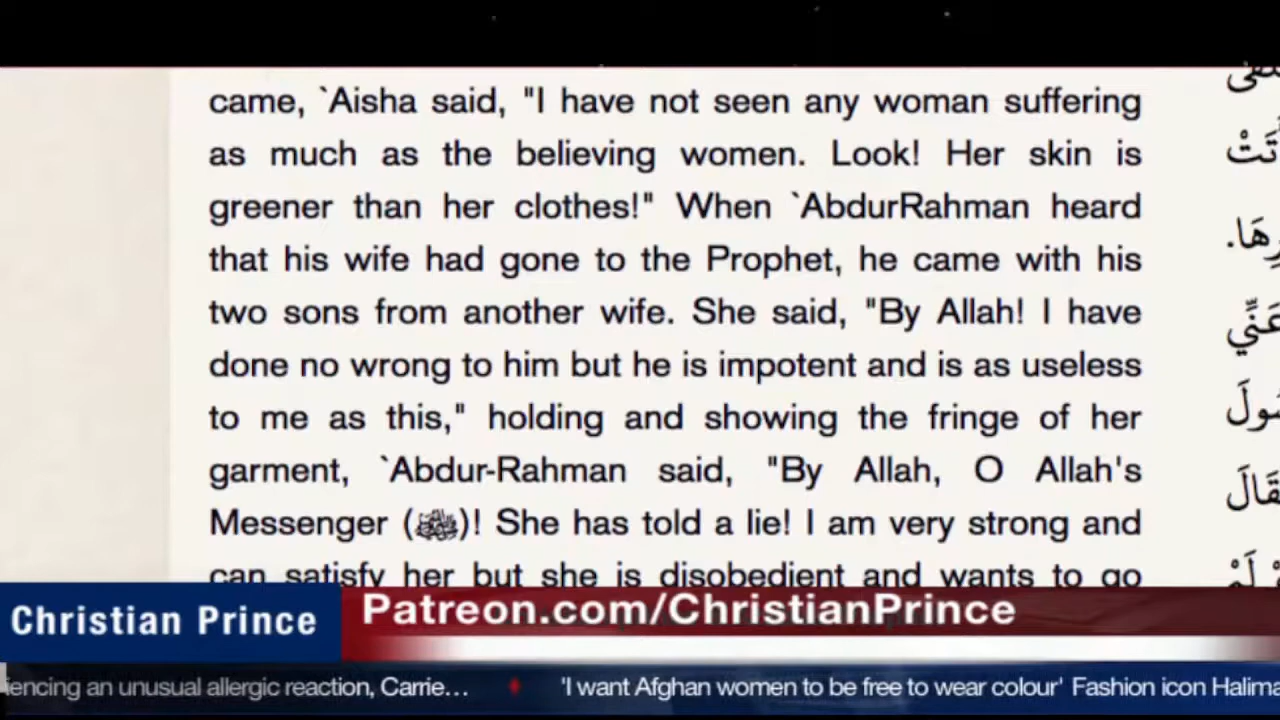 came, `Aisha said, "I have not seen any woman suffering
as much as the believing women. Look! Her skin is
greener than her clothes!" When `AbdurRahman heard
that his wife had gone to the Prophet, he came with his
two sons from another wife. She said, "By Allah! I have
done no wrong to him but he is impotent and is as useless
to me as this," holding and showing the fringe of her
garment, `Abdur-Rahman said, "By Allah, O Allah's
Messenger (ﷺ)! She has told a lie! I am very strong and
can satisfy her but she is disobedient and wants to go
Christian Prince
Patreon.com/ChristianPrince
iencing an unusual allergic reaction, Carrie... 'I want Afghan women to be free to wear colour' Fashion icon Halima